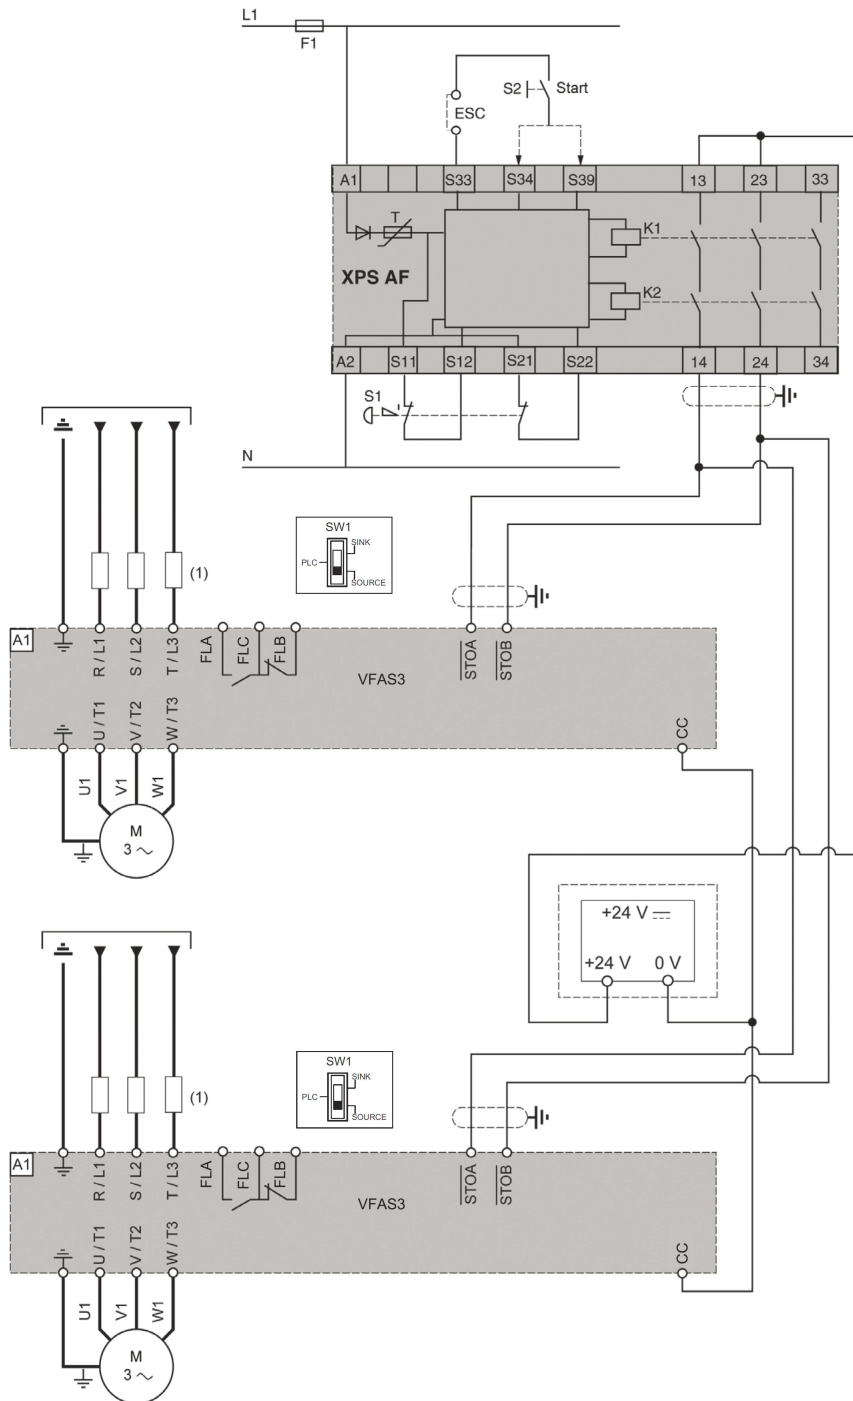 L1
F1
S2
Start
ESC
A1
S33
S34
S39
13
23
33
T
K1
XPS AF
K2
A2
S11
S12
S21
S22
14
24
34
S1
N
SW1
SINK
PLC
SOURCE
(1)
A1
R / L1
S / L2
T / L3
FLA
FLC
FLB
VFAS3
STOA
STOB
U / T1
V / T2
W / T3
CC
U1
V1
W1
M
3 ~
+24 V
+24 V
0 V
SW1
SINK
PLC
SOURCE
(1)
A1
R / L1
S / L2
T / L3
FLA
FLC
FLB
VFAS3
STOA
STOB
U / T1
V / T2
W / T3
CC
U1
V1
W1
M
3 ~